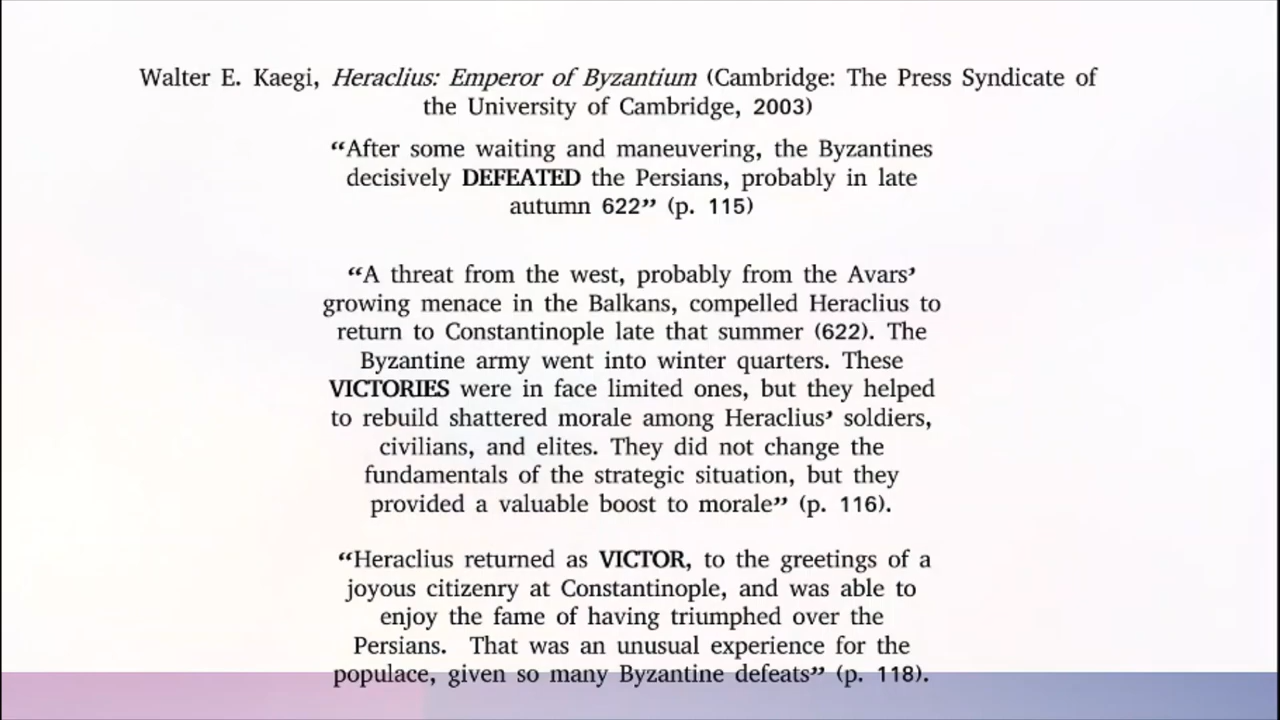 Walter E. Kaegi, Heraclius: Emperor of Byzantium (Cambridge: The Press Syndicate of
the University of Cambridge, 2003)
“After some waiting and maneuvering, the Byzantines
decisively DEFEATED the Persians, probably in late
autumn 622” (p. 115)
“A threat from the west, probably from the Avars’
growing menace in the Balkans, compelled Heraclius to
return to Constantinople late that summer (622). The
Byzantine army went into winter quarters. These
VICTORIES were in face limited ones, but they helped
to rebuild shattered morale among Heraclius’ soldiers,
civilians, and elites. They did not change the
fundamentals of the strategic situation, but they
provided a valuable boost to morale” (p. 116).
“Heraclius returned as VICTOR, to the greetings of a
joyous citizenry at Constantinople, and was able to
enjoy the fame of having triumphed over the
Persians.  That was an unusual experience for the
populace, given so many Byzantine defeats” (p. 118).